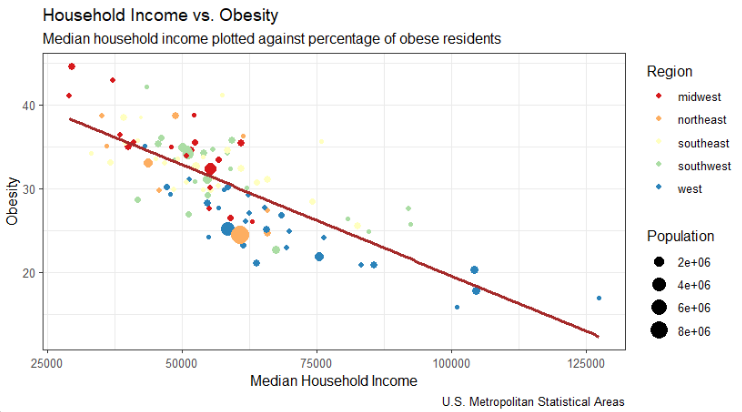 Household Income vs. Obesity
Median household income plotted against percentage of obese residents
Obesity
40
30
20
25000
50000
75000
100000
125000
Median Household Income
U.S. Metropolitan Statistical Areas
Region
midwest
northeast
southeast
southwest
west
Population
2e+06
4e+06
6e+06
8e+06